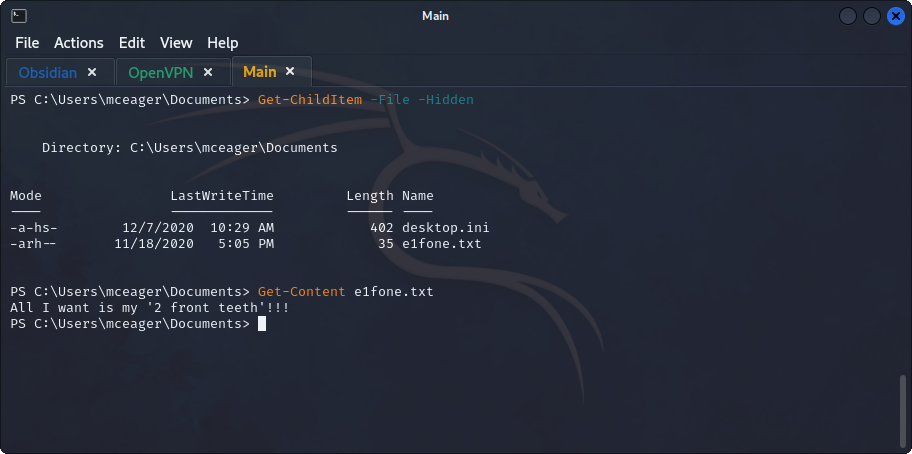 Main
File Actions Edit View Help
Obsidian × OpenVPN × Main ×
PS C:\Users\mceager\Documents> Get-ChildItem -File -Hidden
Directory: C:\Users\mceager\Documents
Mode                LastWriteTime         Length Name
----                -------------         ------ ----
-a-hs-        12/7/2020  10:29 AM            402 desktop.ini
-arh--       11/18/2020   5:05 PM             35 e1fone.txt
PS C:\Users\mceager\Documents> Get-Content e1fone.txt
All I want is my '2 front teeth'!!!
PS C:\Users\mceager\Documents>